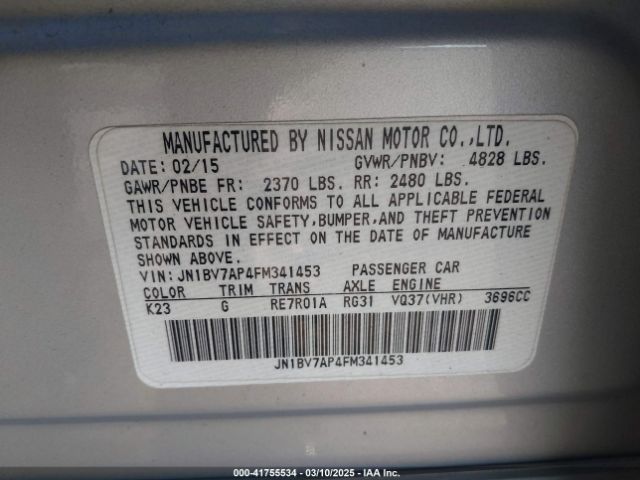 MANUFACTURED BY NISSAN MOTOR CO.,LTD.
DATE: 02/15 GVWR/PNBV: 4828 LBS.
GAWR/PNBE FR: 2370 LBS. RR: 2480 LBS.
THIS VEHICLE CONFORMS TO ALL APPLICABLE FEDERAL
MOTOR VEHICLE SAFETY,BUMPER,AND THEFT PREVENTION
STANDARDS IN EFFECT ON THE DATE OF MANUFACTURE
SHOWN ABOVE.
VIN: JN1BV7AP4FM341453 PASSENGER CAR
COLOR TRIM TRANS AXLE ENGINE
K23 G RE7R01A RG31 VQ37(VHR) 3696CC
JN1BV7AP4FM341453
000-41755534 - 03/10/2025 - IAA Inc.